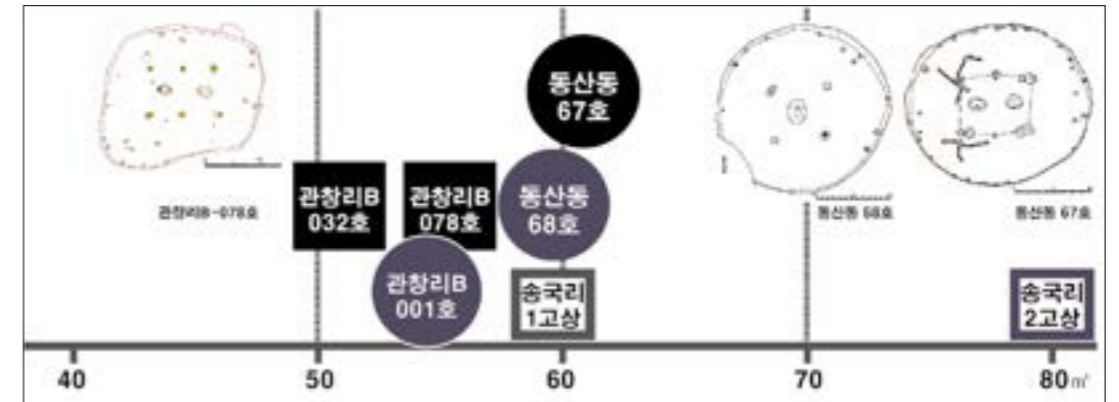 동산동
67호
관창리B
032호
관창리B
078호
동산동
68호
관창리B
001호
송국리
1고상
송국리
2고상
관창리B-078호
동산동 68호
동산동 67호
40
50
60
70
80㎡